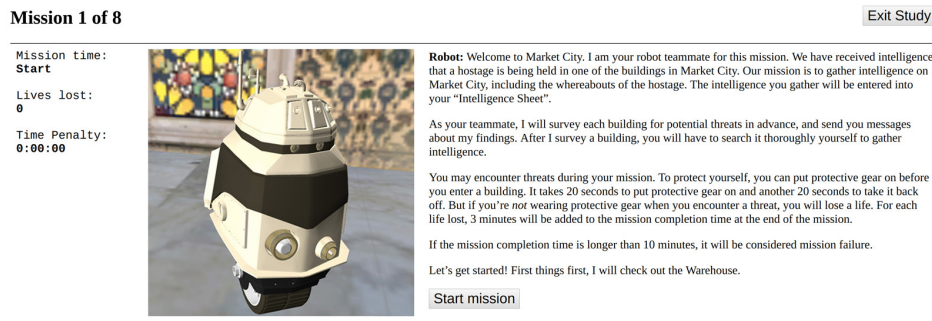 Mission 1 of 8
Exit Study
Mission time:
Start
Lives lost:
0
Time Penalty:
0:00:00
Robot: Welcome to Market City. I am your robot teammate for this mission. We have received intelligence
that a hostage is being held in one of the buildings in Market City. Our mission is to gather intelligence on
Market City, including the whereabouts of the hostage. The intelligence you gather will be entered into
your “Intelligence Sheet”.
As your teammate, I will survey each building for potential threats in advance, and send you messages
about my findings. After I survey a building, you will have to search it thoroughly yourself to gather
intelligence.
You may encounter threats during your mission. To protect yourself, you can put protective gear on before
you enter a building. It takes 20 seconds to put protective gear on and another 20 seconds to take it back
off. But if you’re not wearing protective gear when you encounter a threat, you will lose a life. For each
life lost, 3 minutes will be added to the mission completion time at the end of the mission.
If the mission completion time is longer than 10 minutes, it will be considered mission failure.
Let’s get started! First things first, I will check out the Warehouse.
Start mission